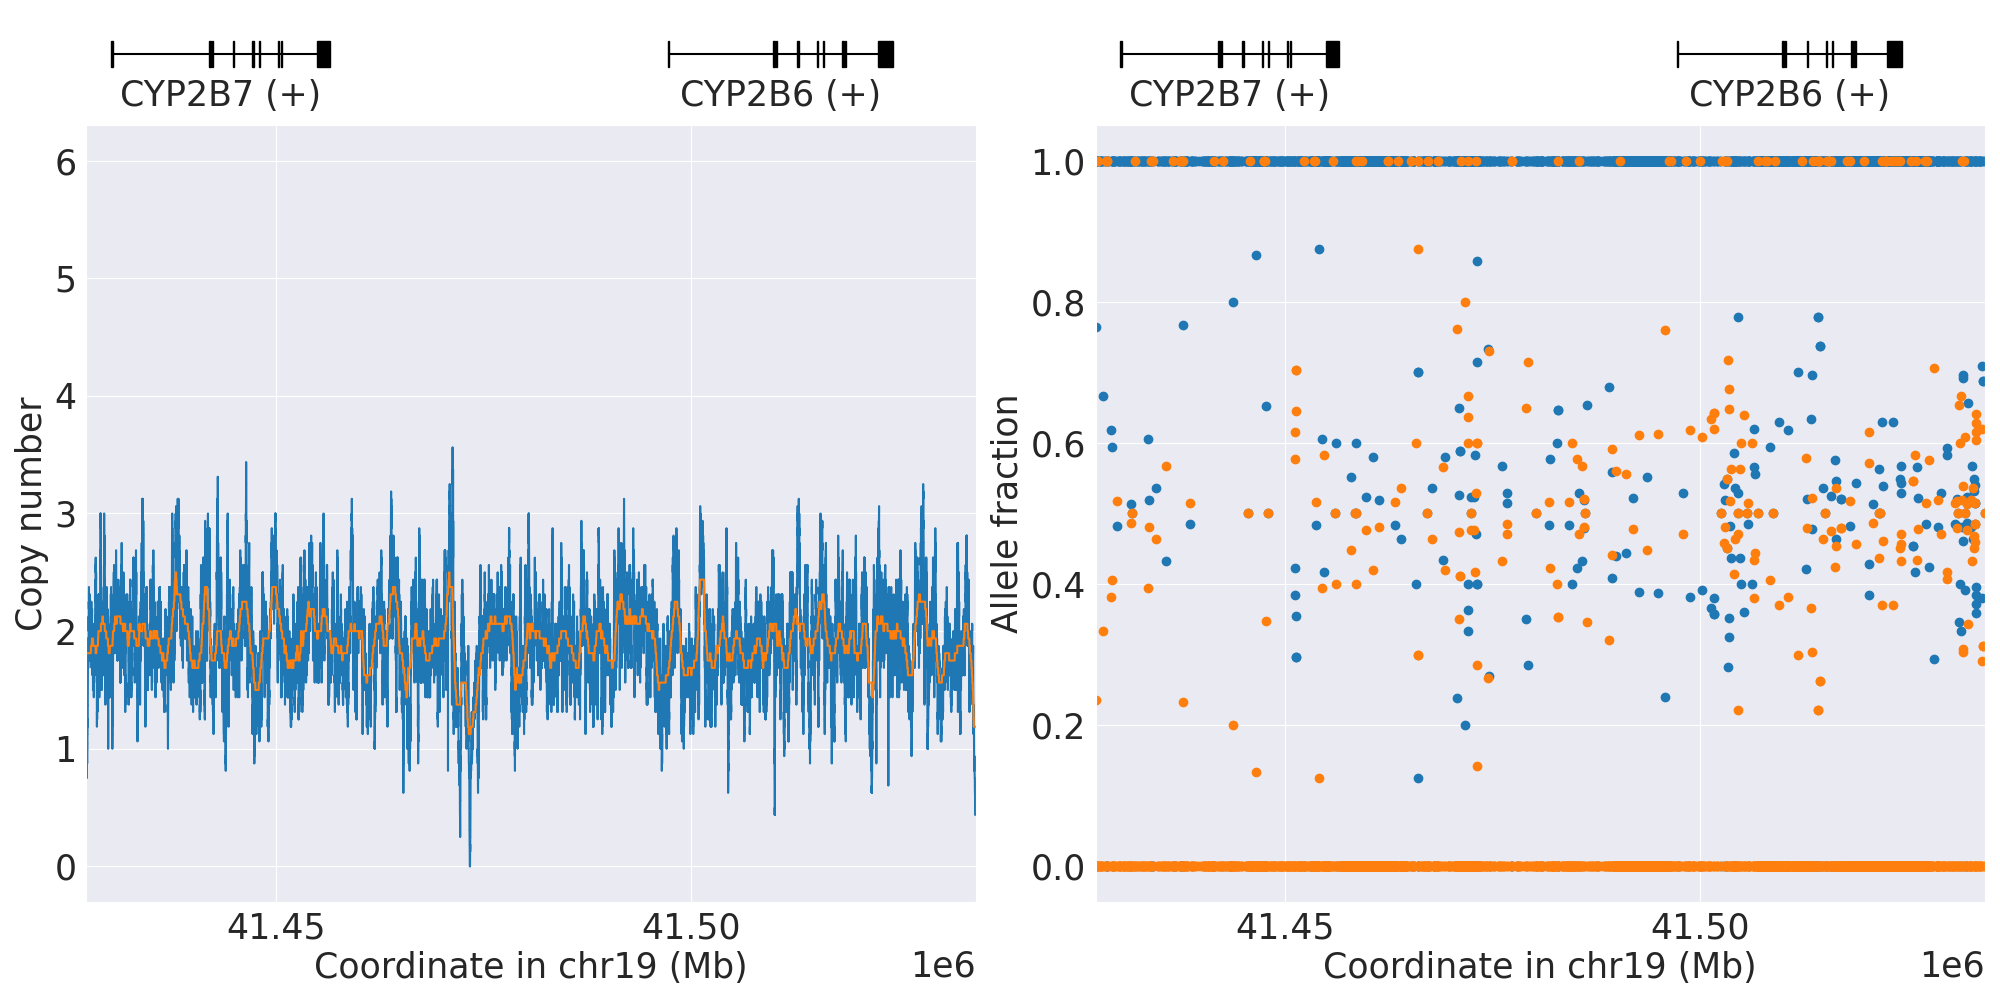 CYP2B7 (+)
CYP2B6 (+)
6
5
4
3
2
1
0
Copy number
41.45
41.50
Coordinate in chr19 (Mb)
1e6
CYP2B7 (+)
CYP2B6 (+)
1.0
0.8
0.6
0.4
0.2
0.0
Allele fraction
41.45
41.50
Coordinate in chr19 (Mb)
1e6